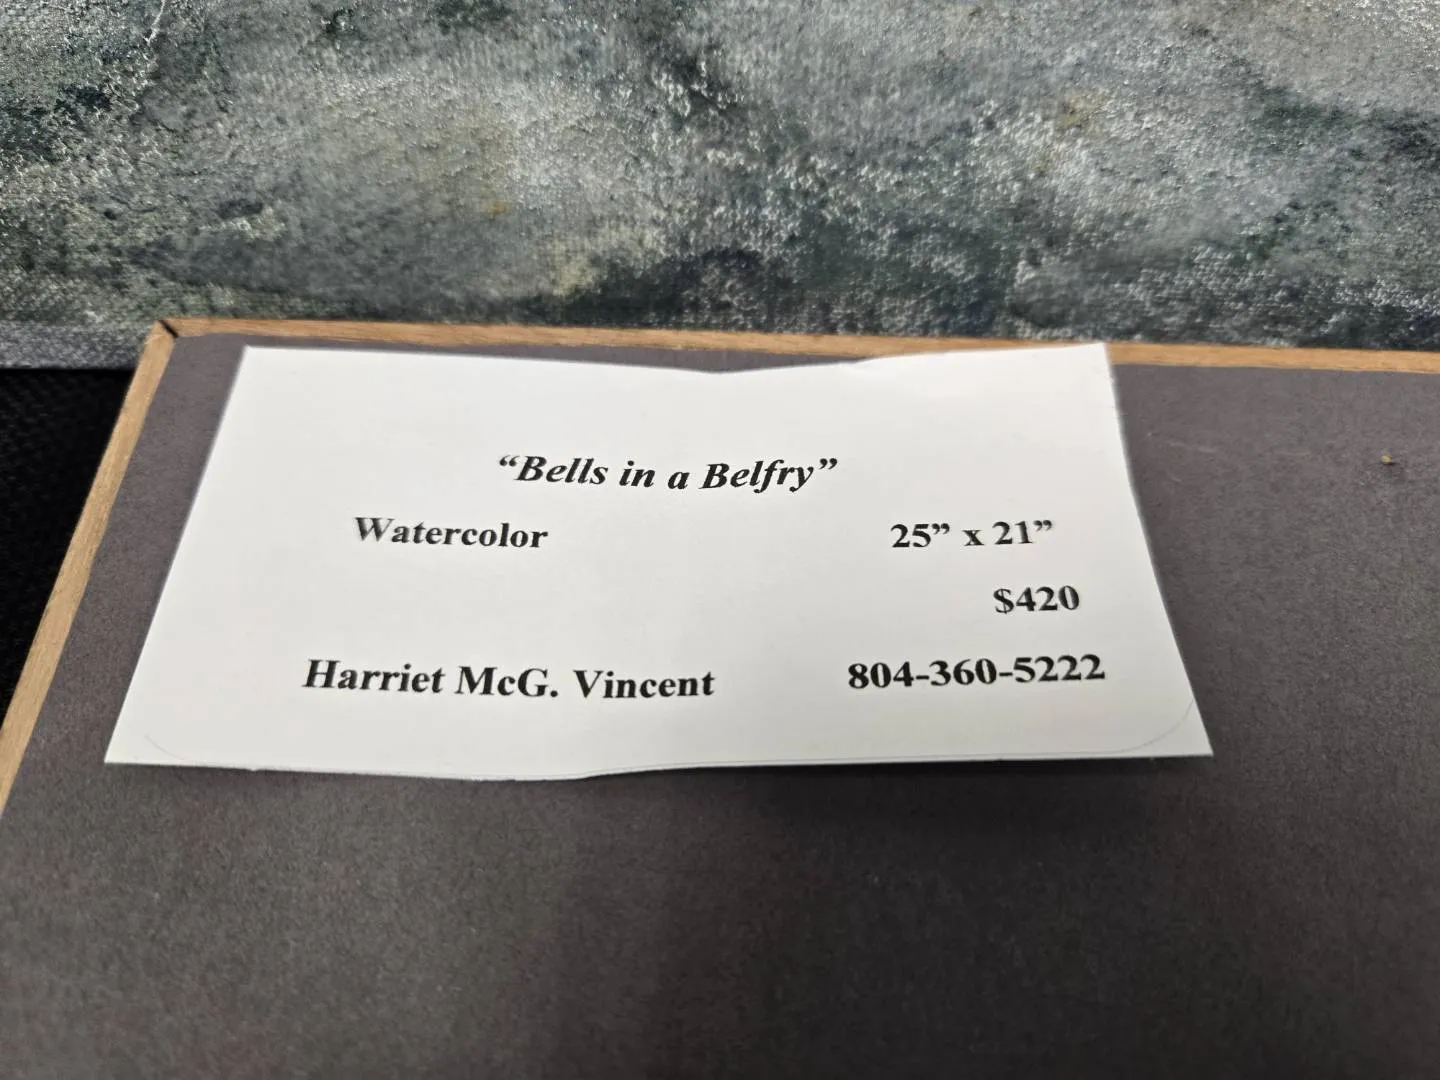 “Bells in a Belfry”
Watercolor 25” x 21”
$420
Harriet McG. Vincent 804-360-5222